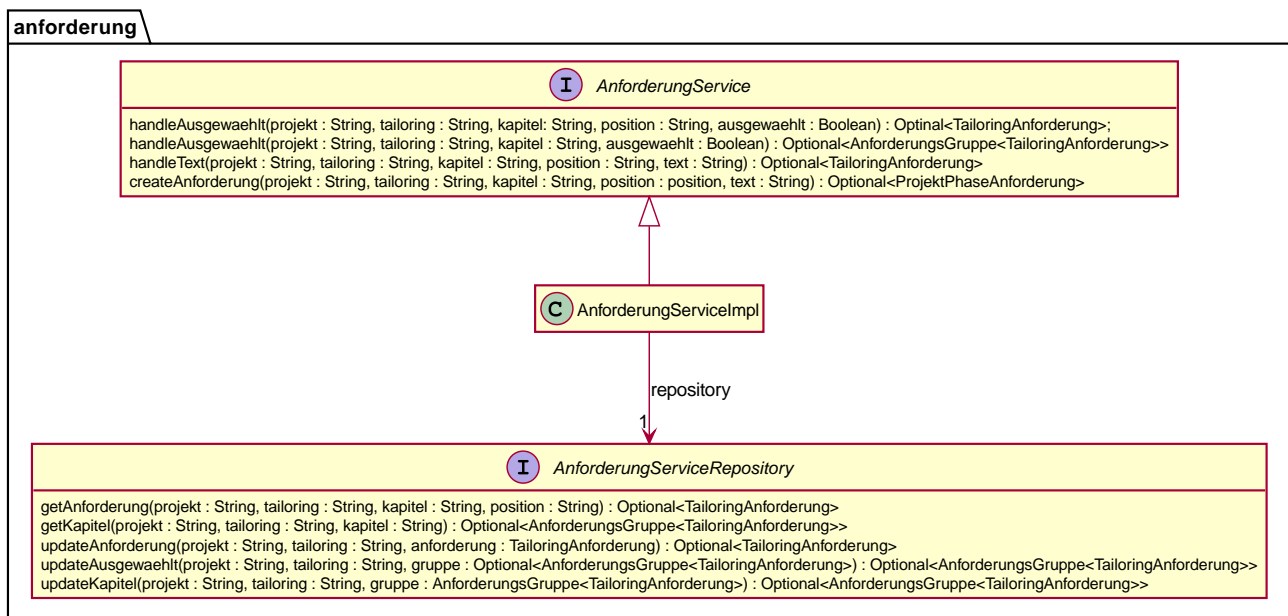 anforderung
I AnforderungService
handleAusgewaehlt(projekt : String, tailoring : String, kapitel: String, position : String, ausgewaehlt : Boolean) : Optinal<TailoringAnforderung>;
handleAusgewaehlt(projekt : String, tailoring : String, kapitel : String, ausgewaehlt : Boolean) : Optional<AnforderungsGruppe<TailoringAnforderung>>
handleText(projekt : String, tailoring : String, kapitel : String, position : String, text : String) : Optional<TailoringAnforderung>
createAnforderung(projekt : String, tailoring : String, kapitel : String, position : position, text : String) : Optional<ProjektPhaseAnforderung>
C AnforderungServiceImpl
repository
1
I AnforderungServiceRepository
getAnforderung(projekt : String, tailoring : String, kapitel : String, position : String) : Optional<TailoringAnforderung>
getKapitel(projekt : String, tailoring : String, kapitel : String) : Optional<AnforderungsGruppe<TailoringAnforderung>>
updateAnforderung(projekt : String, tailoring : String, anforderung : TailoringAnforderung) : Optional<TailoringAnforderung>
updateAusgewaehlt(projekt : String, tailoring : String, gruppe : Optional<AnforderungsGruppe<TailoringAnforderung>) : Optional<AnforderungsGruppe<TailoringAnforderung>>
updateKapitel(projekt : String, tailoring : String, gruppe : AnforderungsGruppe<TailoringAnforderung>) : Optional<AnforderungsGruppe<TailoringAnforderung>>